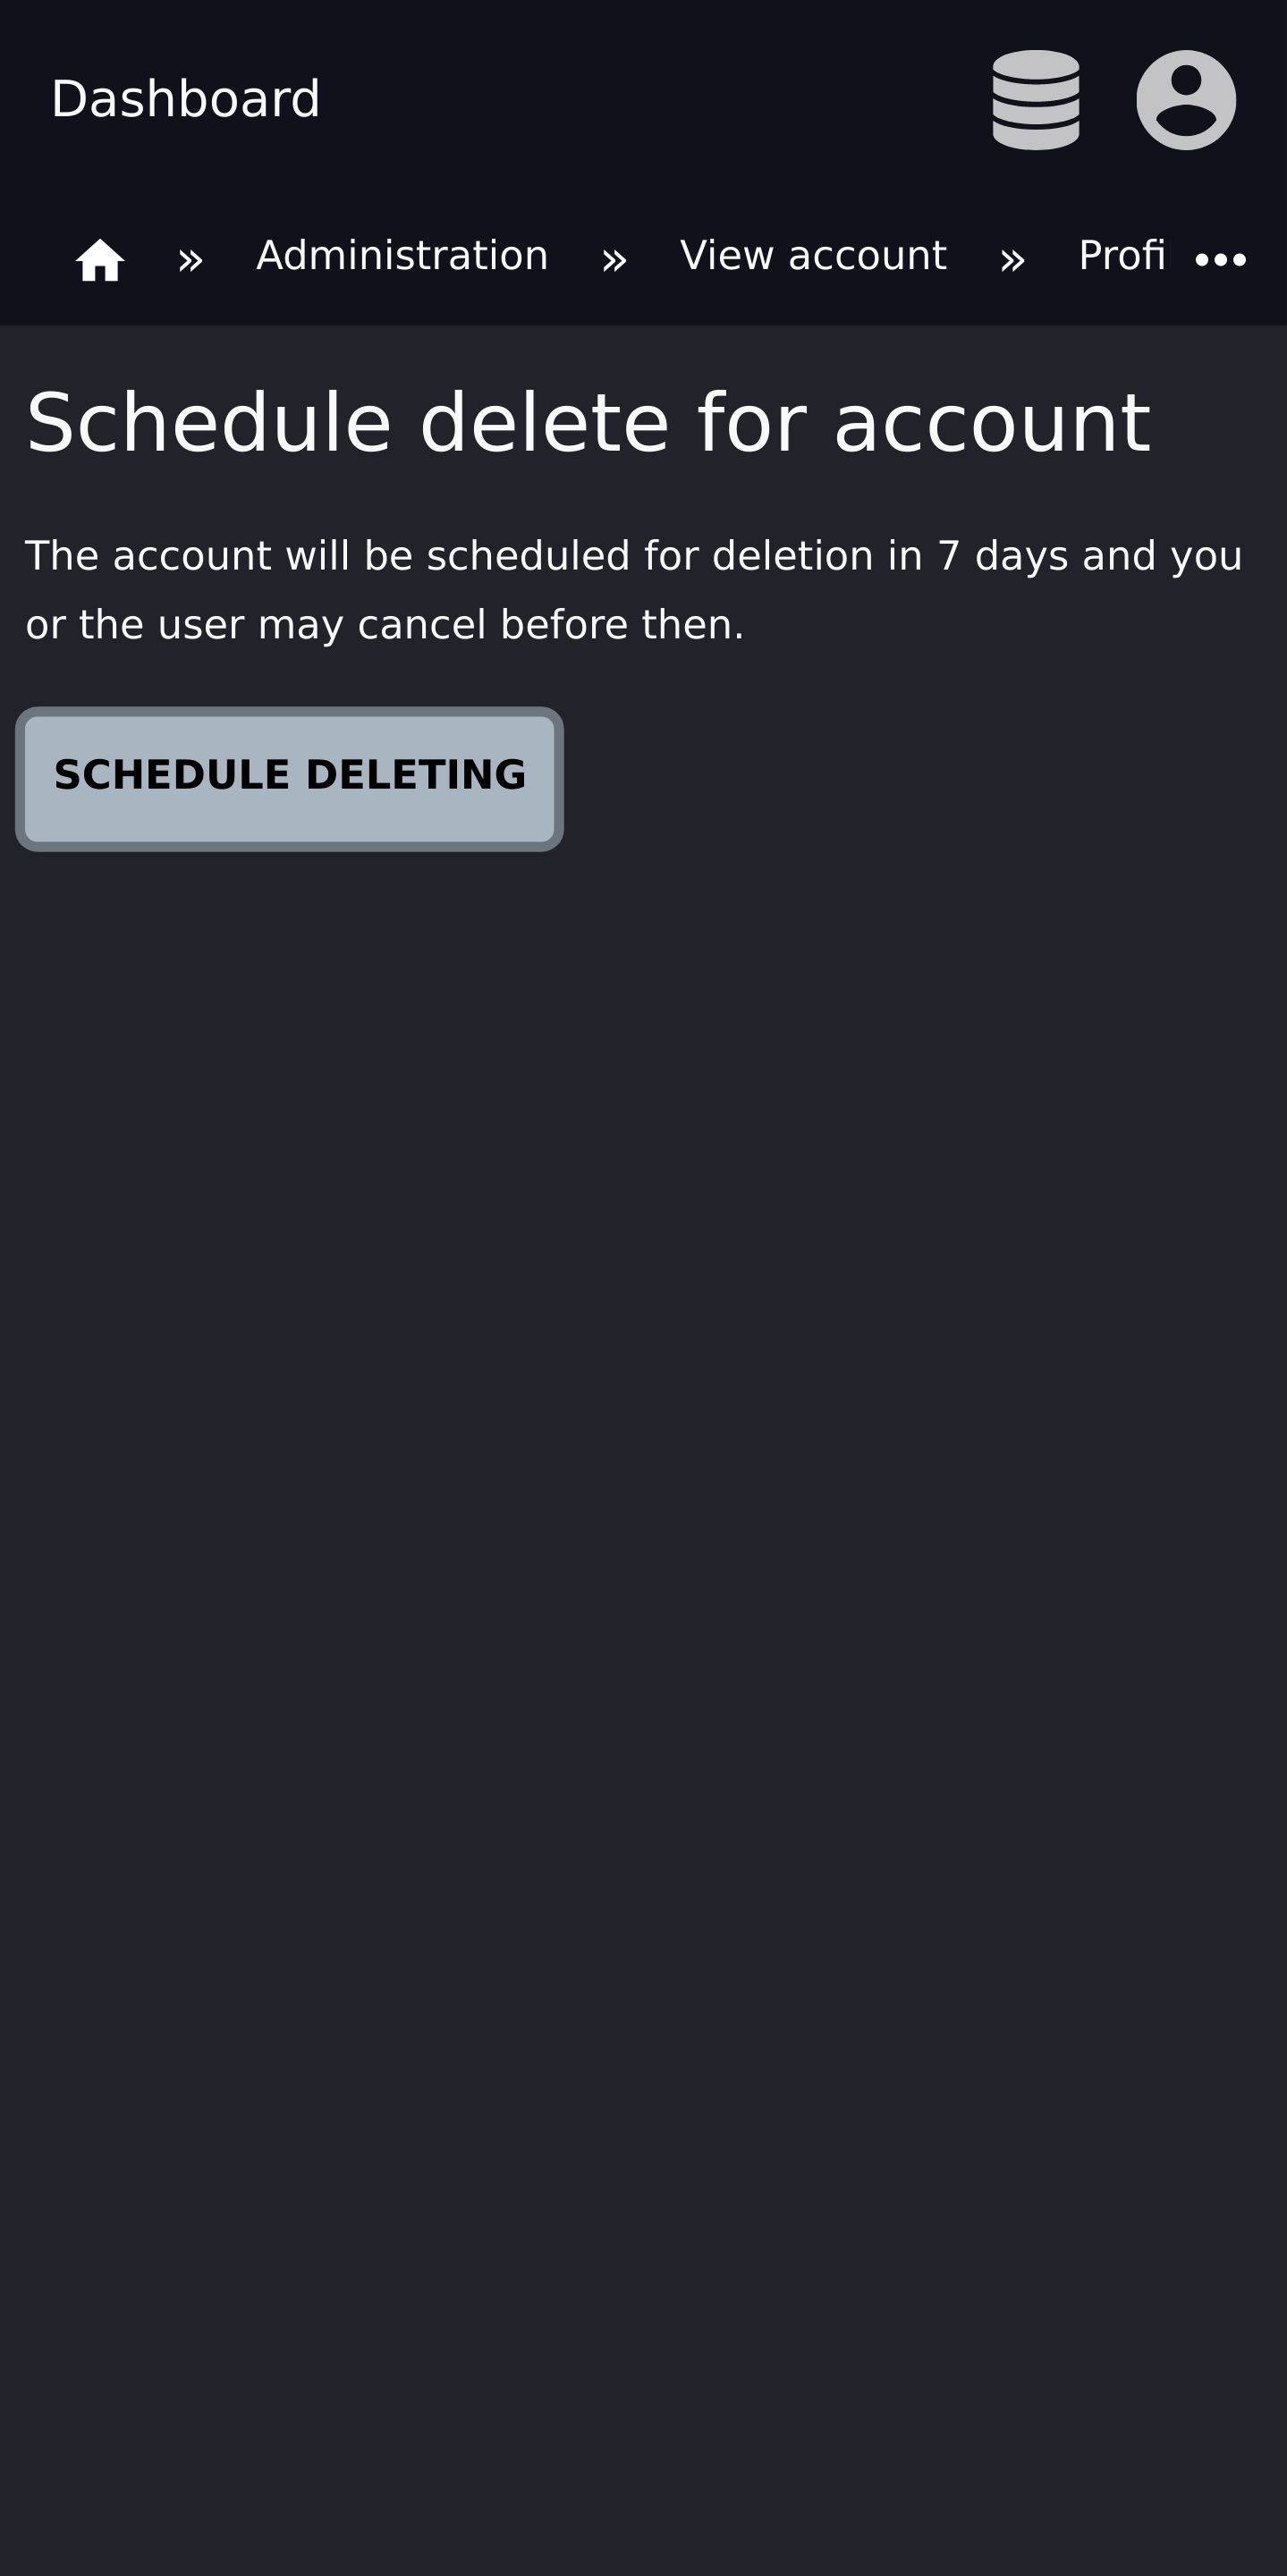 Dashboard
» Administration » View account » Profi
Schedule delete for account
The account will be scheduled for deletion in 7 days and you
or the user may cancel before then.
SCHEDULE DELETING